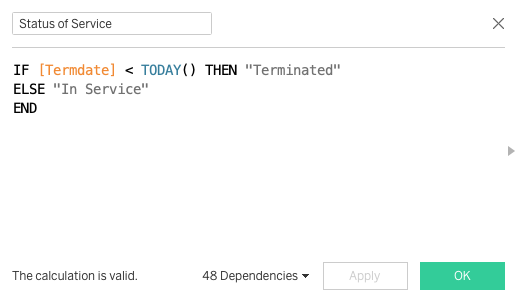 Status of Service
IF [Termdate] < TODAY() THEN "Terminated"
ELSE "In Service"
END
The calculation is valid.
48 Dependencies
Apply
OK